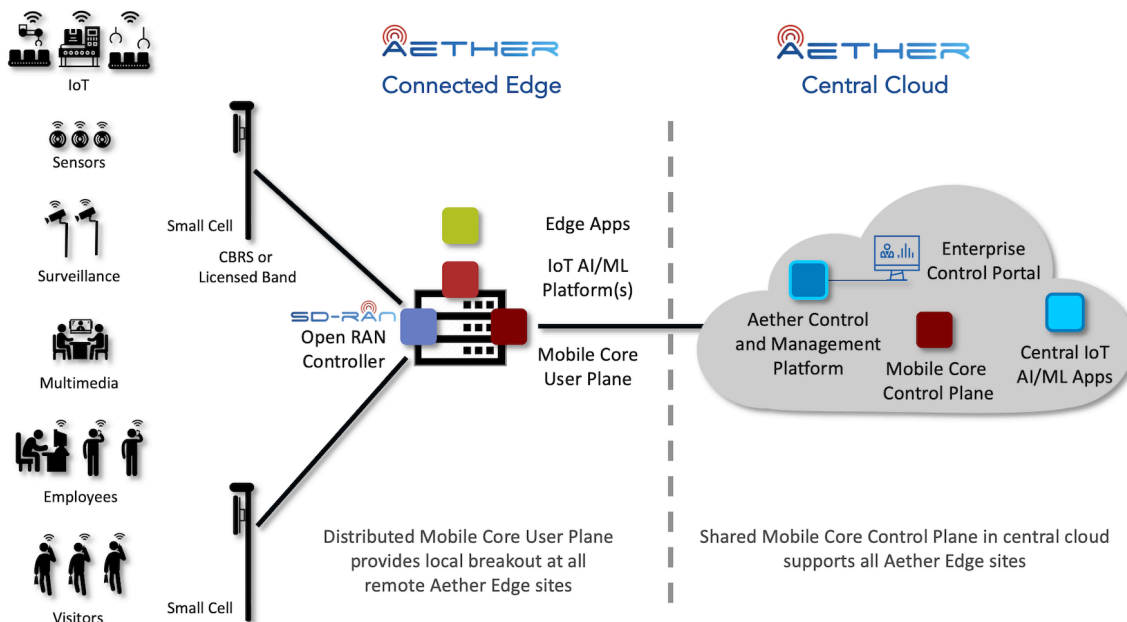 IoT
Sensors
Surveillance
Multimedia
Employees
Visitors
Small Cell
CBRS or
Licensed Band
Small Cell
AETHER
Connected Edge
Edge Apps
IoT AI/ML
Platform(s)
SD-RAN
Open RAN
Controller
Mobile Core
User Plane
Distributed Mobile Core User Plane
provides local breakout at all
remote Aether Edge sites
AETHER
Central Cloud
Enterprise
Control Portal
Aether Control
and Management
Platform
Mobile Core
Control Plane
Central IoT
AI/ML Apps
Shared Mobile Core Control Plane in central cloud
supports all Aether Edge sites